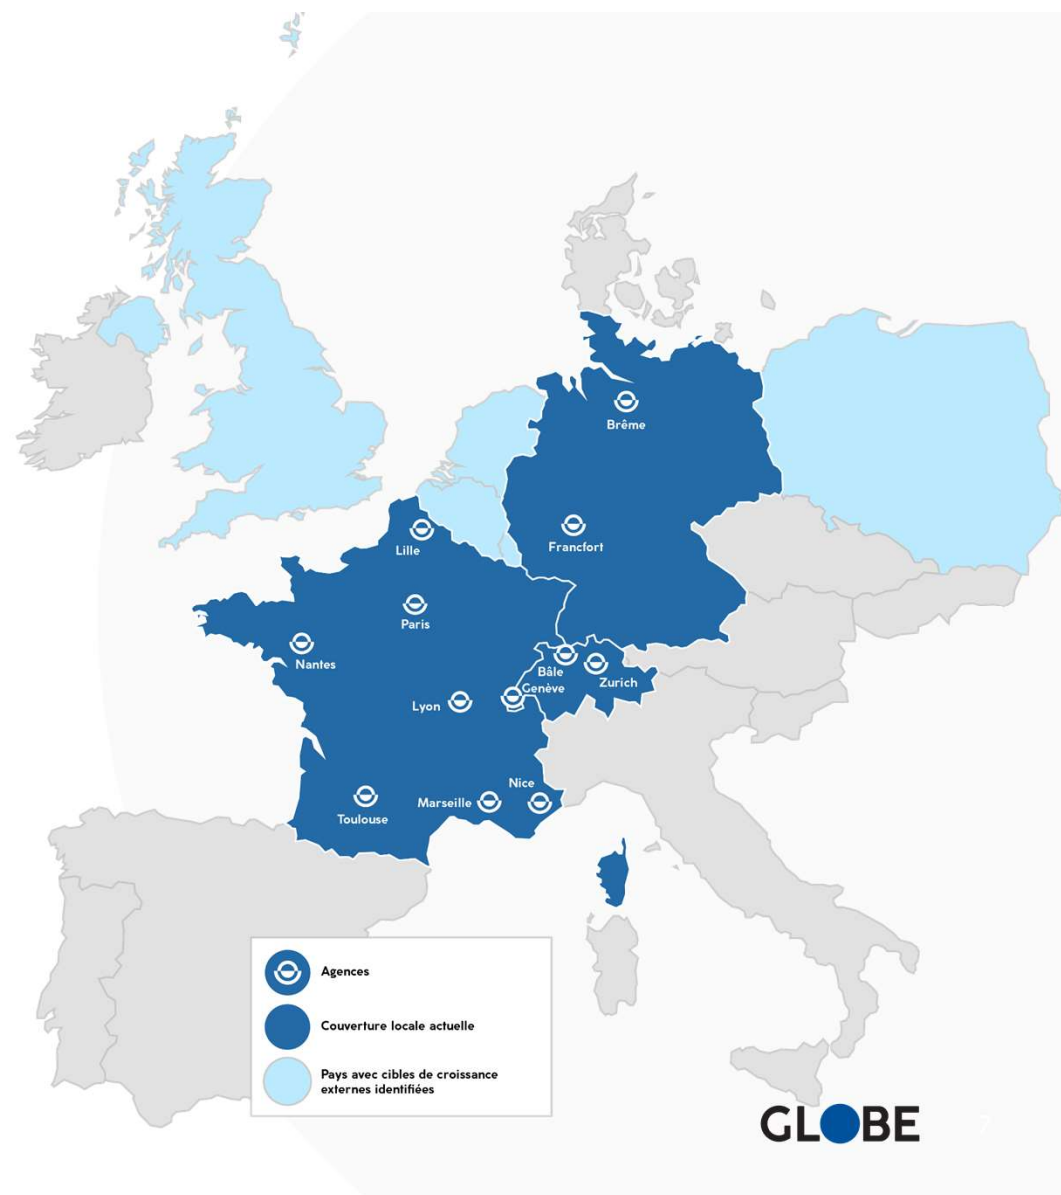 Brême
Francfort
Lille
Paris
Nantes
Bâle
Genève
Zurich
Lyon
Nice
Marseille
Toulouse
Agences
Couverture locale actuelle
Pays avec cibles de croissance
externes identifiées
GLOBE
7